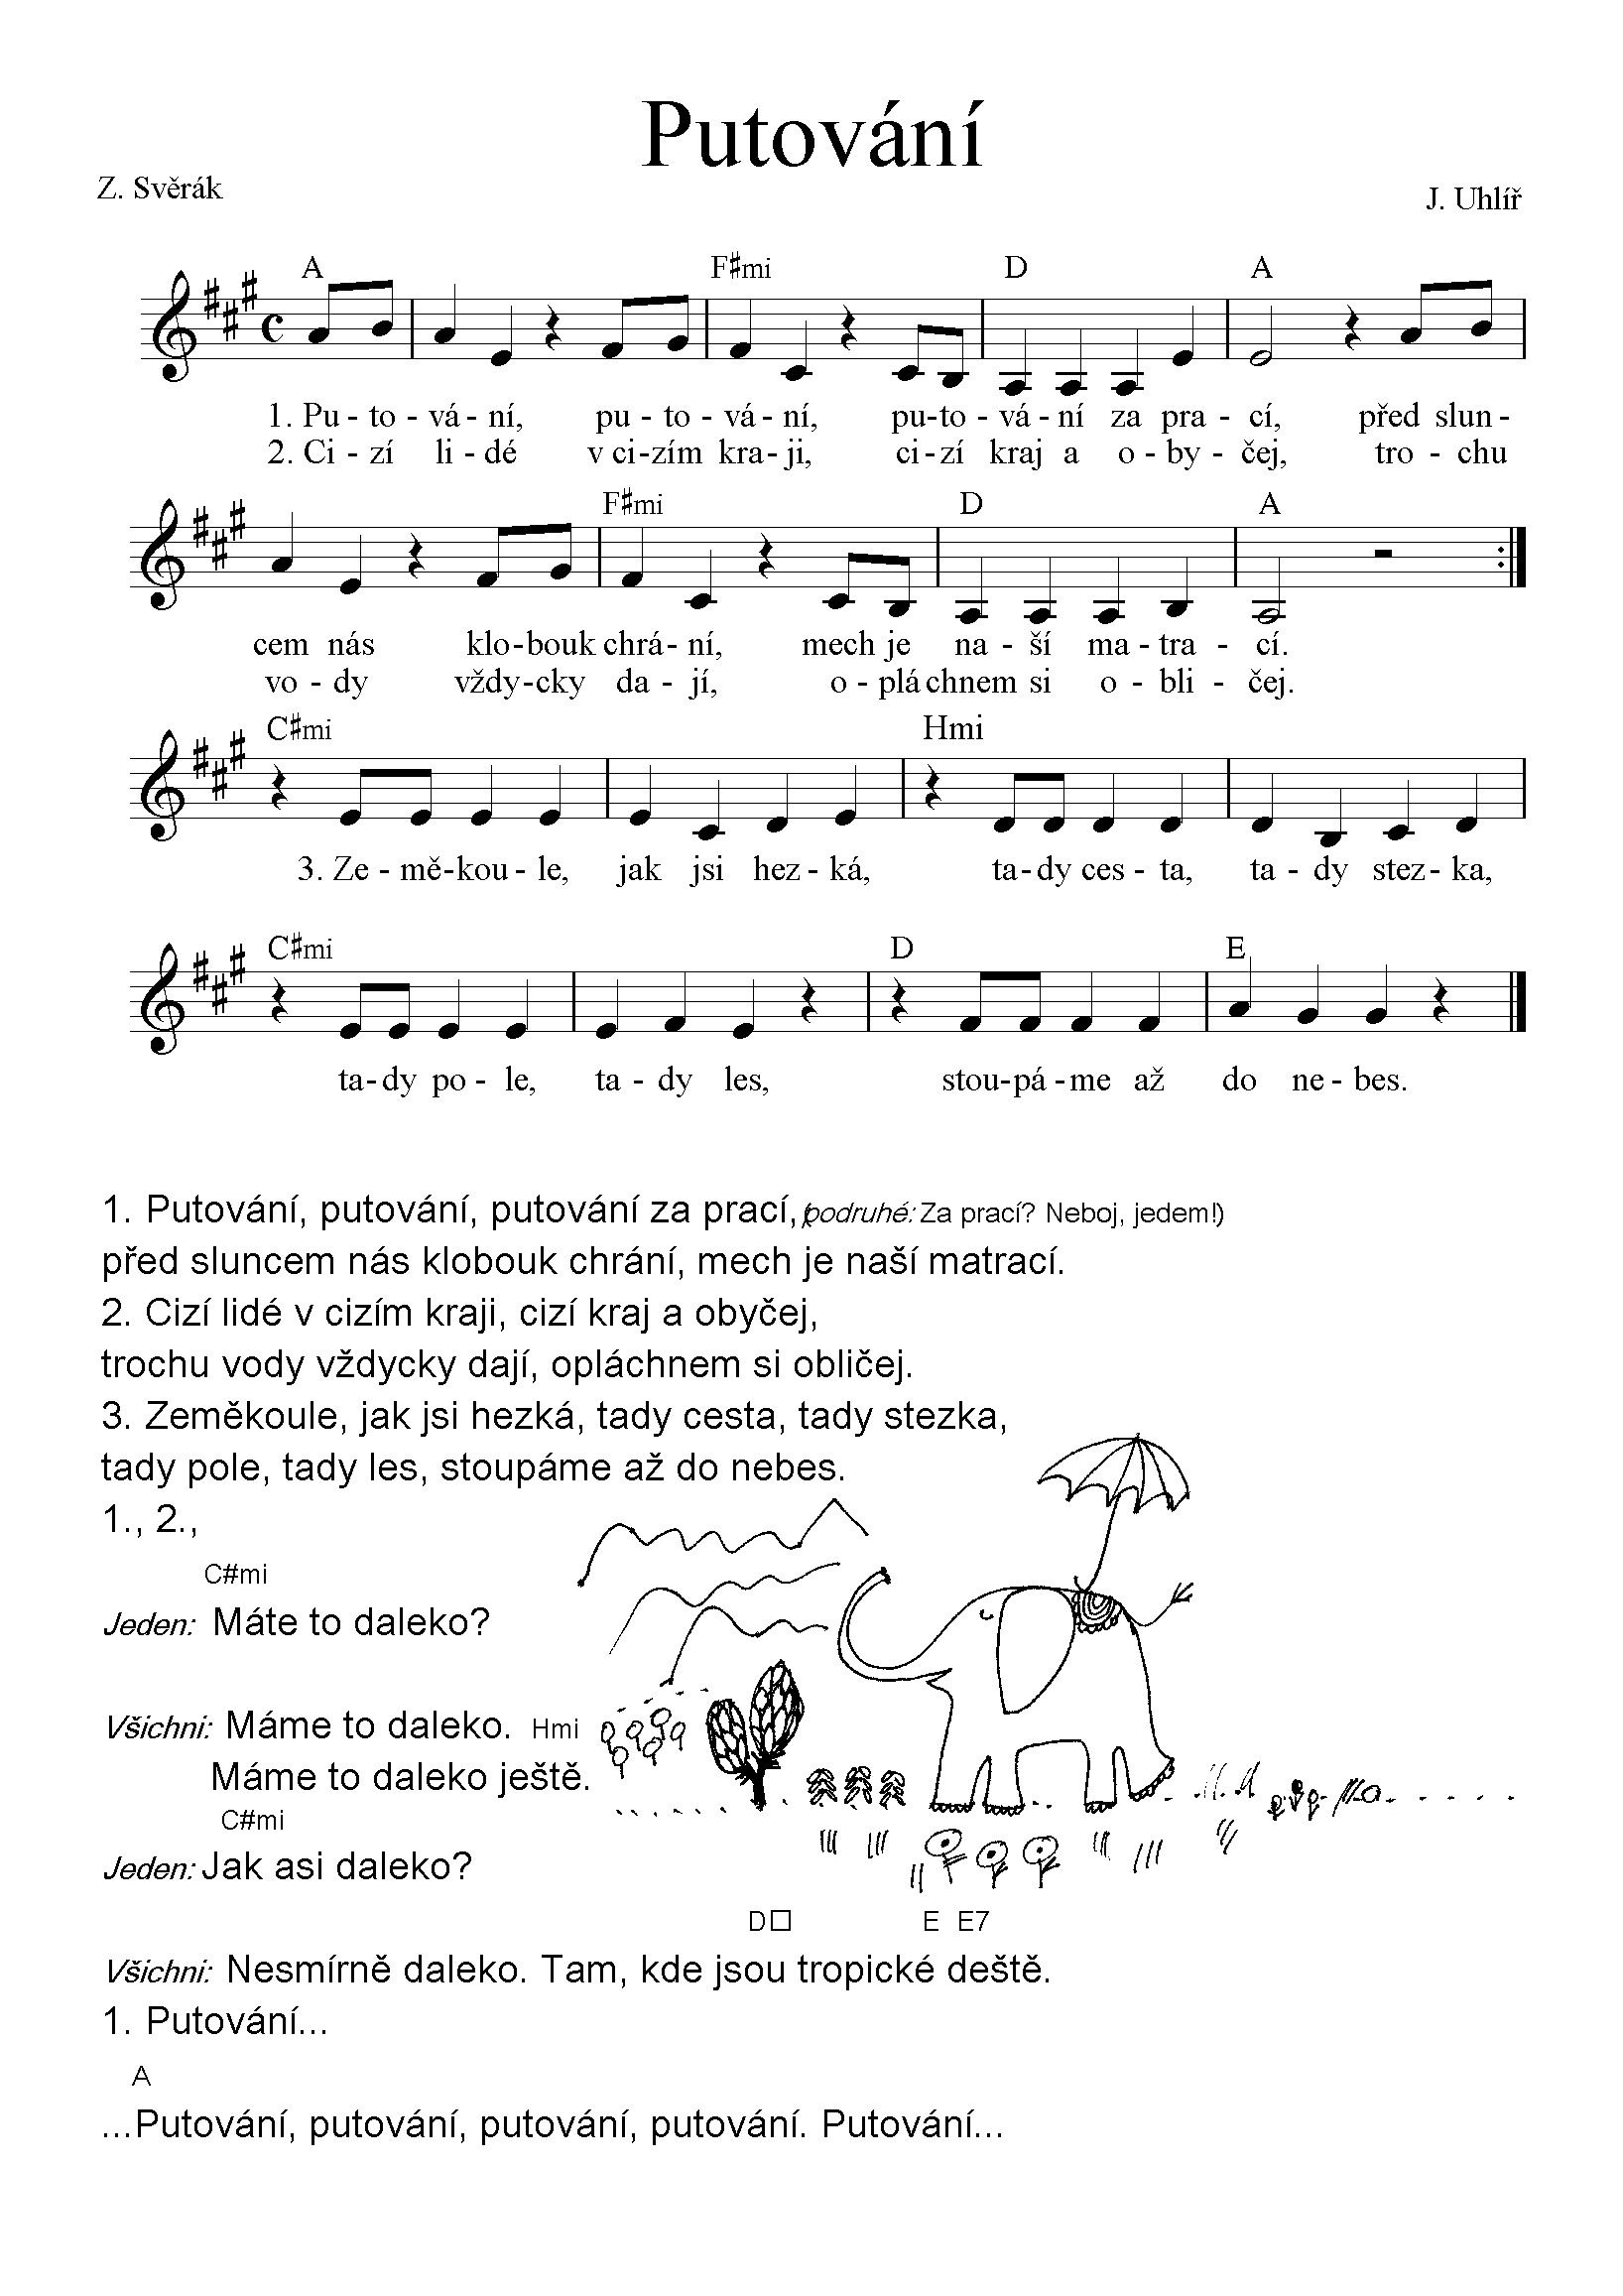 Putování
Z. Svěrák
J. Uhlíř
A F#mi D A
1. Pu - to - vá - ní, pu - to - vá - ní, pu-to - vá - ní za pra - cí, před slun -
2. Ci - zí li - dé v ci-zím kra-ji, ci-zí kraj a o-by-čej, tro - chu
F#mi D A
cem nás klo-bouk chrá-ní, mech je na-ší ma-tra-cí.
vo - dy vždy-cky da-jí, o-plá chnem si o-bli-čej.
C#mi Hmi
3. Ze - mě-kou-le, jak jsi hez-ká, ta-dy ces-ta, ta-dy stez-ka,
C#mi D E
ta-dy po-le, ta-dy les, stou-pá-me až do ne-bes.
1. Putování, putování, putování za prací, (podruhé: Za prací? Neboj, jedem!)
před sluncem nás klobouk chrání, mech je naší matrací.
2. Cizí lidé v cizím kraji, cizí kraj a obyčej,
trochu vody vždycky dají, opláchnem si obličej.
3. Zeměkoule, jak jsi hezká, tady cesta, tady stezka,
tady pole, tady les, stoupáme až do nebes.
1., 2.,
C#mi
Jeden: Máte to daleko?
Všichni: Máme to daleko. Hmi
Máme to daleko ještě.
C#mi
Jeden: Jak asi daleko?
D□ E E7
Všichni: Nesmírně daleko. Tam, kde jsou tropické deště.
1. Putování...
A
...Putování, putování, putování, putování. Putování...